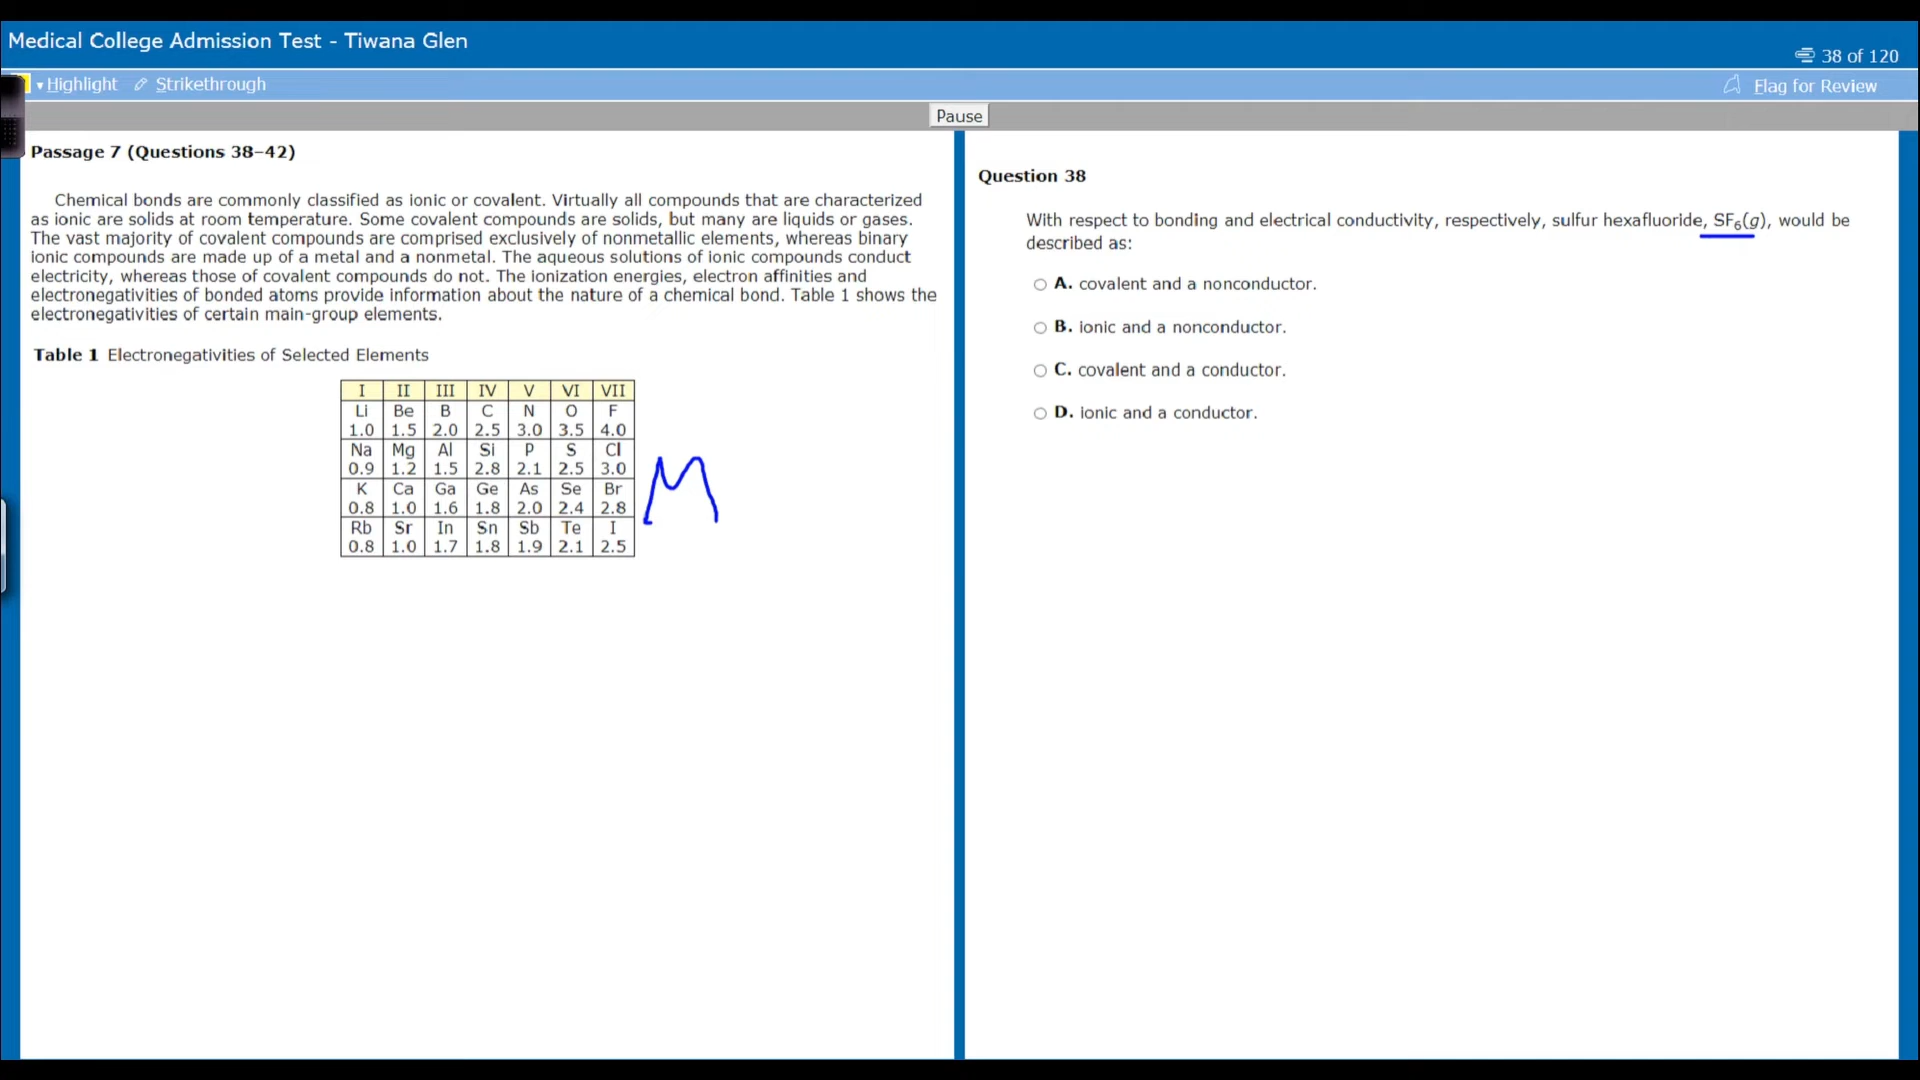 Medical College Admission Test - Tiwana Glen
38 of 120
Highlight Strikethrough
Flag for Review
Pause
Passage 7 (Questions 38–42)
Chemical bonds are commonly classified as ionic or covalent. Virtually all compounds that are characterized
as ionic are solids at room temperature. Some covalent compounds are solids, but many are liquids or gases.
The vast majority of covalent compounds are comprised exclusively of nonmetallic elements, whereas binary
ionic compounds are made up of a metal and a nonmetal. The aqueous solutions of ionic compounds conduct
electricity, whereas those of covalent compounds do not. The ionization energies, electron affinities and
electronegativities of bonded atoms provide information about the nature of a chemical bond. Table 1 shows the
electronegativities of certain main-group elements.
Table 1 Electronegativities of Selected Elements
I II III IV V VI VII
Li Be B C N O F
1.0 1.5 2.0 2.5 3.0 3.5 4.0
Na Mg Al Si P S Cl
0.9 1.2 1.5 2.8 2.1 2.5 3.0
K Ca Ga Ge As Se Br
0.8 1.0 1.6 1.8 2.0 2.4 2.8
Rb Sr In Sn Sb Te I
0.8 1.0 1.7 1.8 1.9 2.1 2.5
M
Question 38
With respect to bonding and electrical conductivity, respectively, sulfur hexafluoride, SF₆(g), would be
described as:
A. covalent and a nonconductor.
B. ionic and a nonconductor.
C. covalent and a conductor.
D. ionic and a conductor.